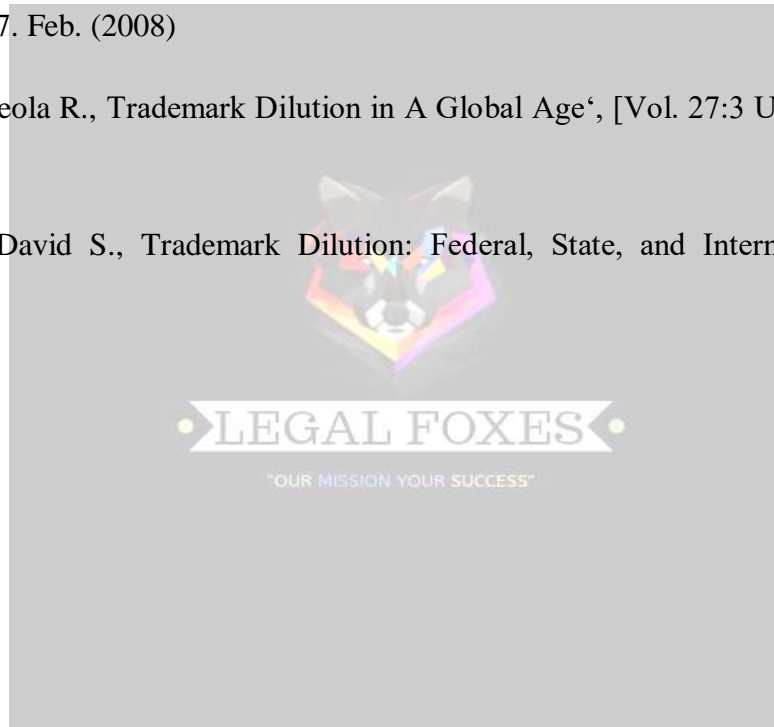 7. Feb. (2008)
eola R., Trademark Dilution in A Global Age‘, [Vol. 27:3 U
David S., Trademark Dilution: Federal, State, and Intern
LEGAL FOXES
"OUR MISSION YOUR SUCCESS"